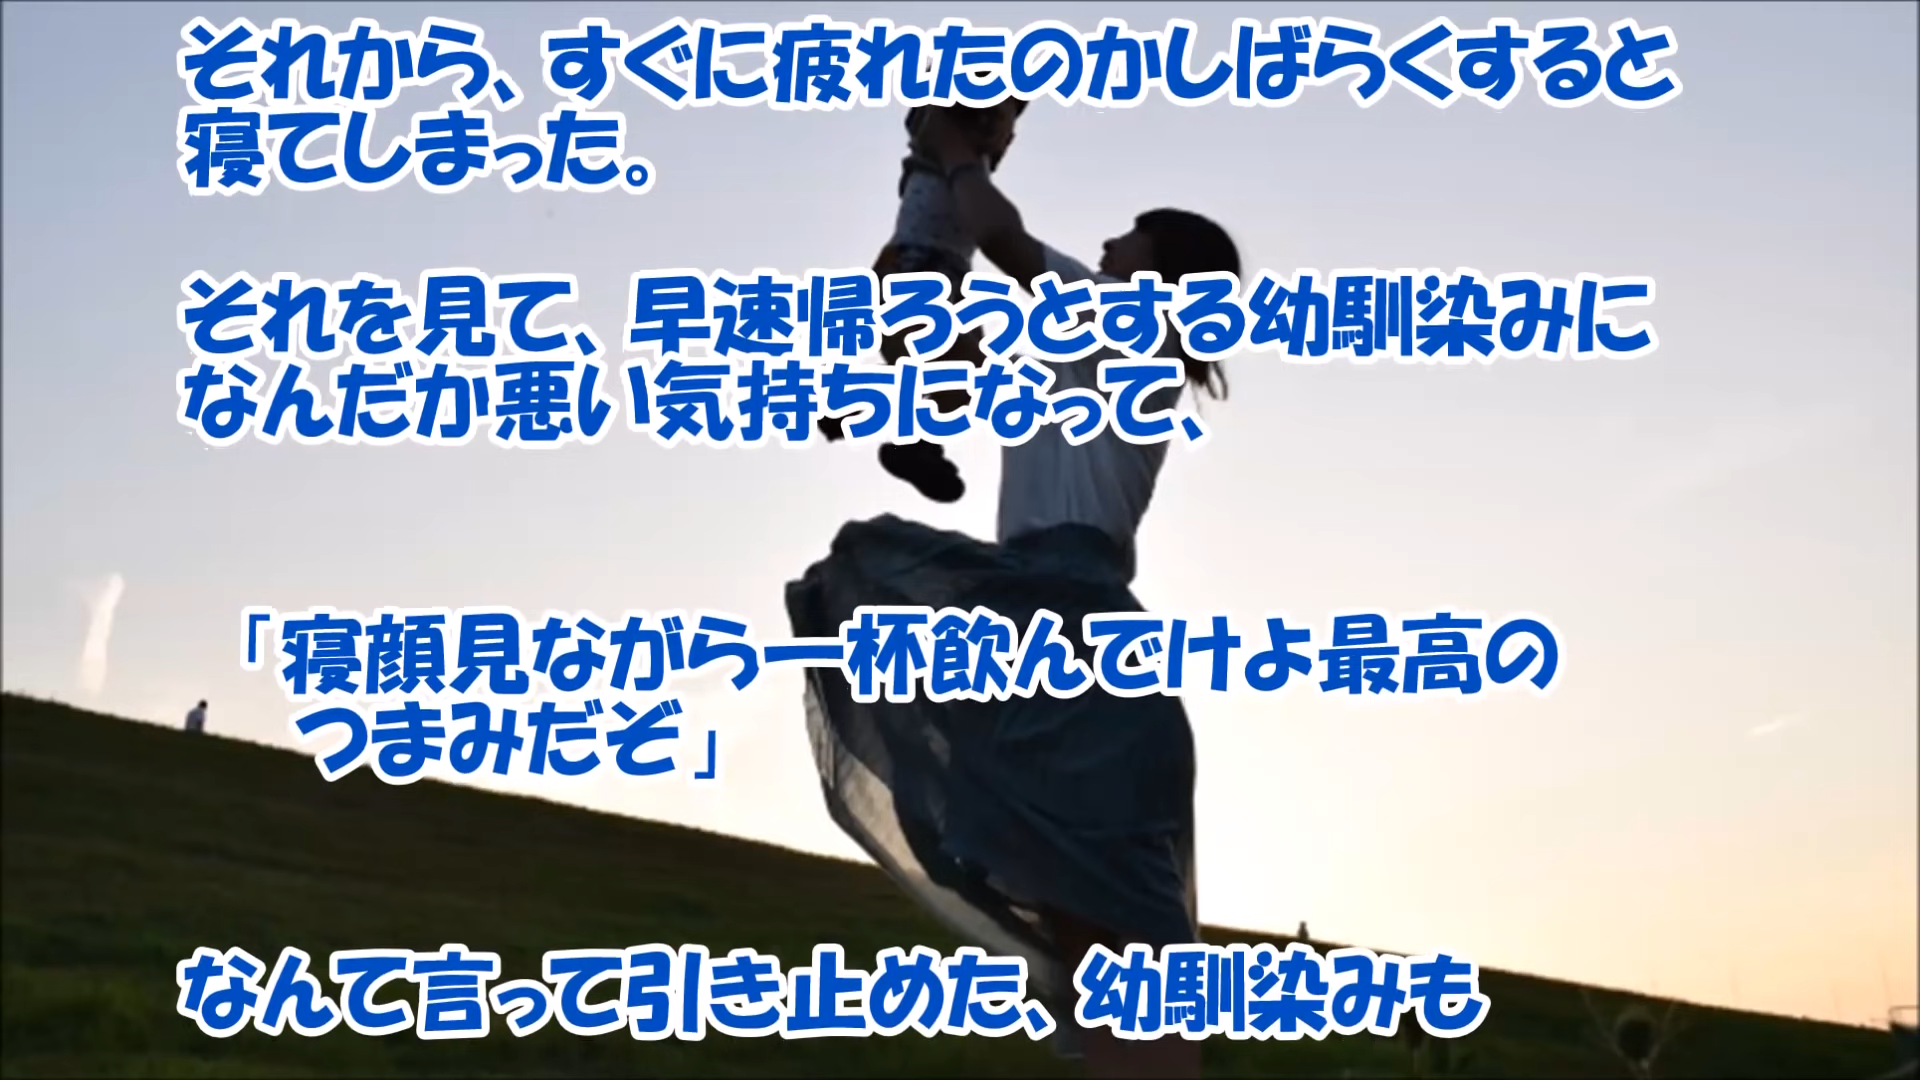 それから、すぐに疲れたのかしばらくすると
寝てしまった。
それを見て、早速帰ろうとする幼馴染みに
なんだか悪い気持ちになって、
「寝顔見ながら一杯飲んでけよ最高の
つまみだぞ」
なんて言って引き止めた、幼馴染みも